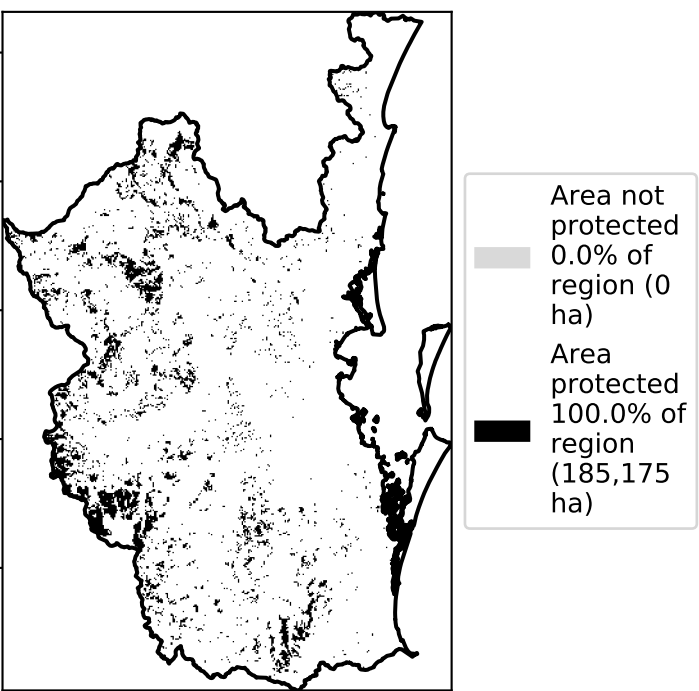 Area not
protected
0.0% of
region (0
ha)
Area
protected
100.0% of
region
(185,175
ha)